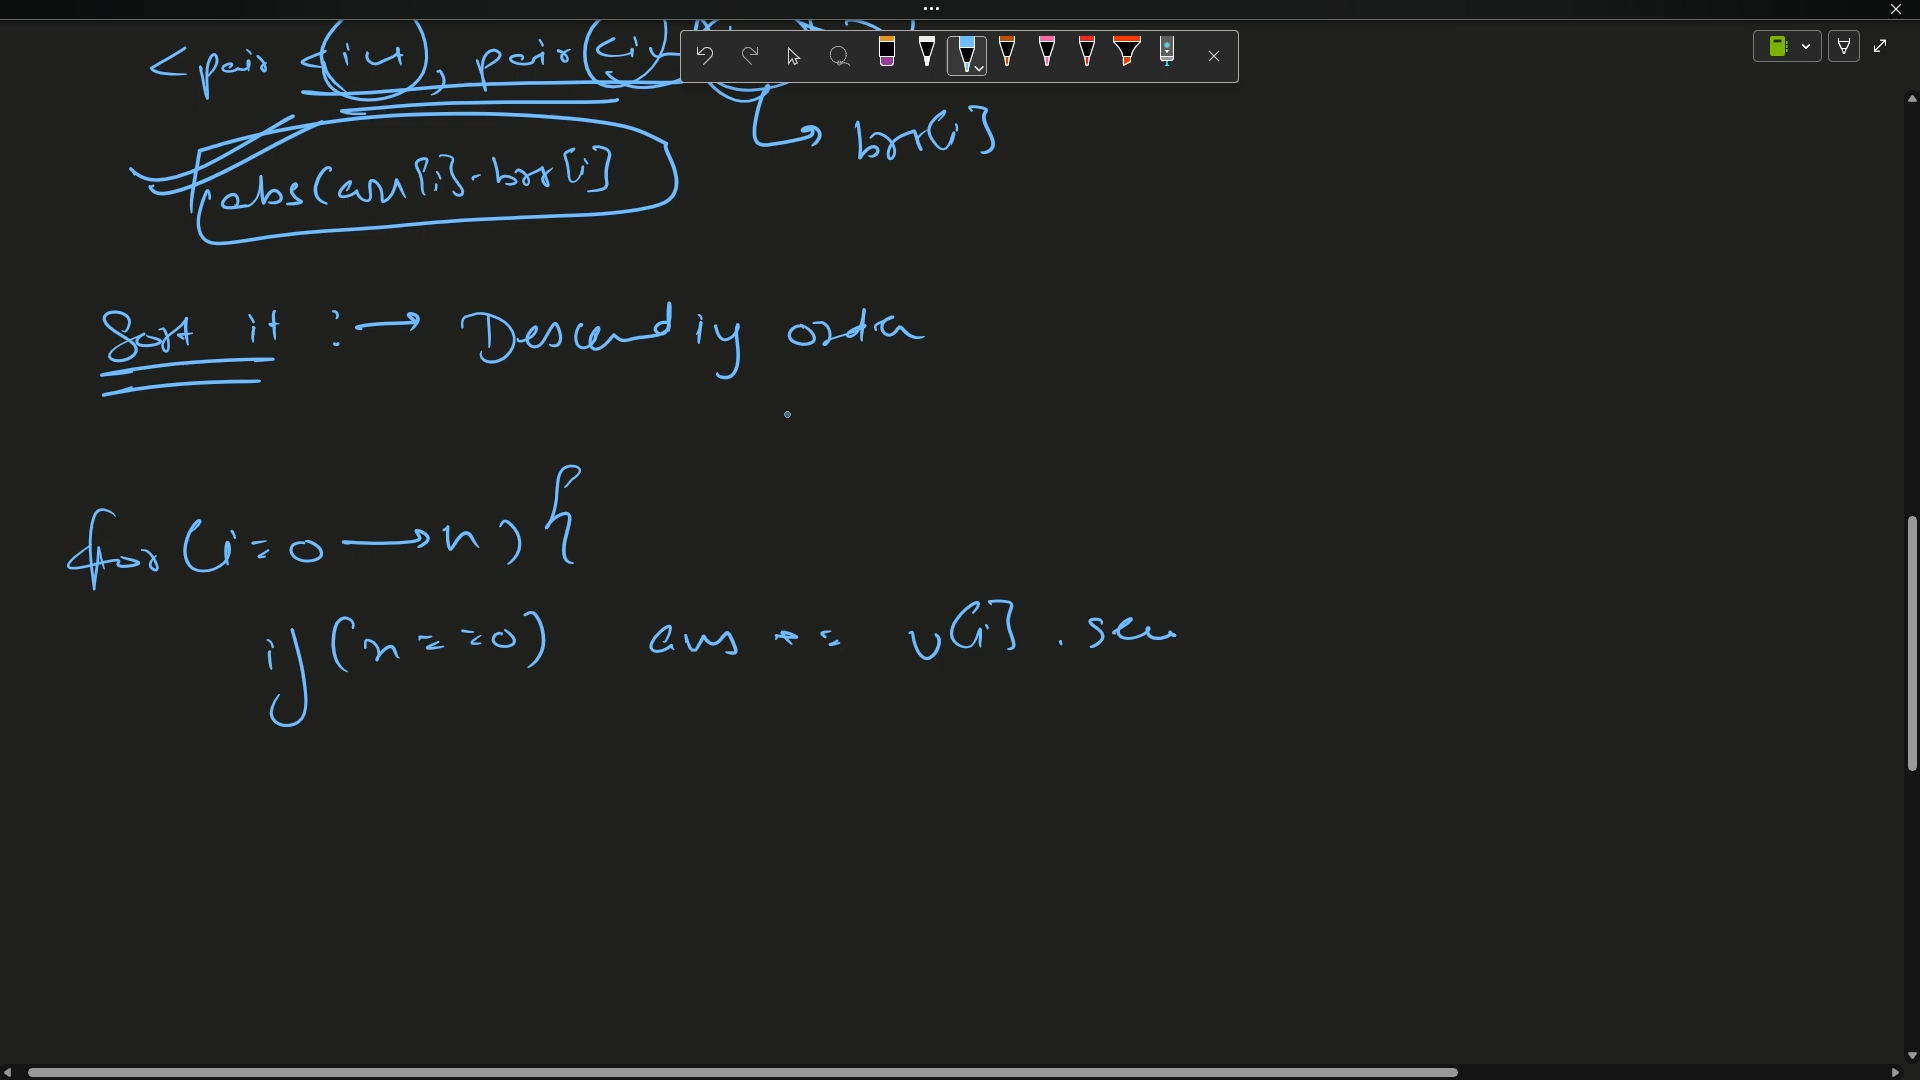 <pair <int, pair <i
brr[i]
abs(arr[i]-brr[i]
Sort it :→ Descending order
for (i=0 → n) {
if (x==0) ans += v[i] . sec